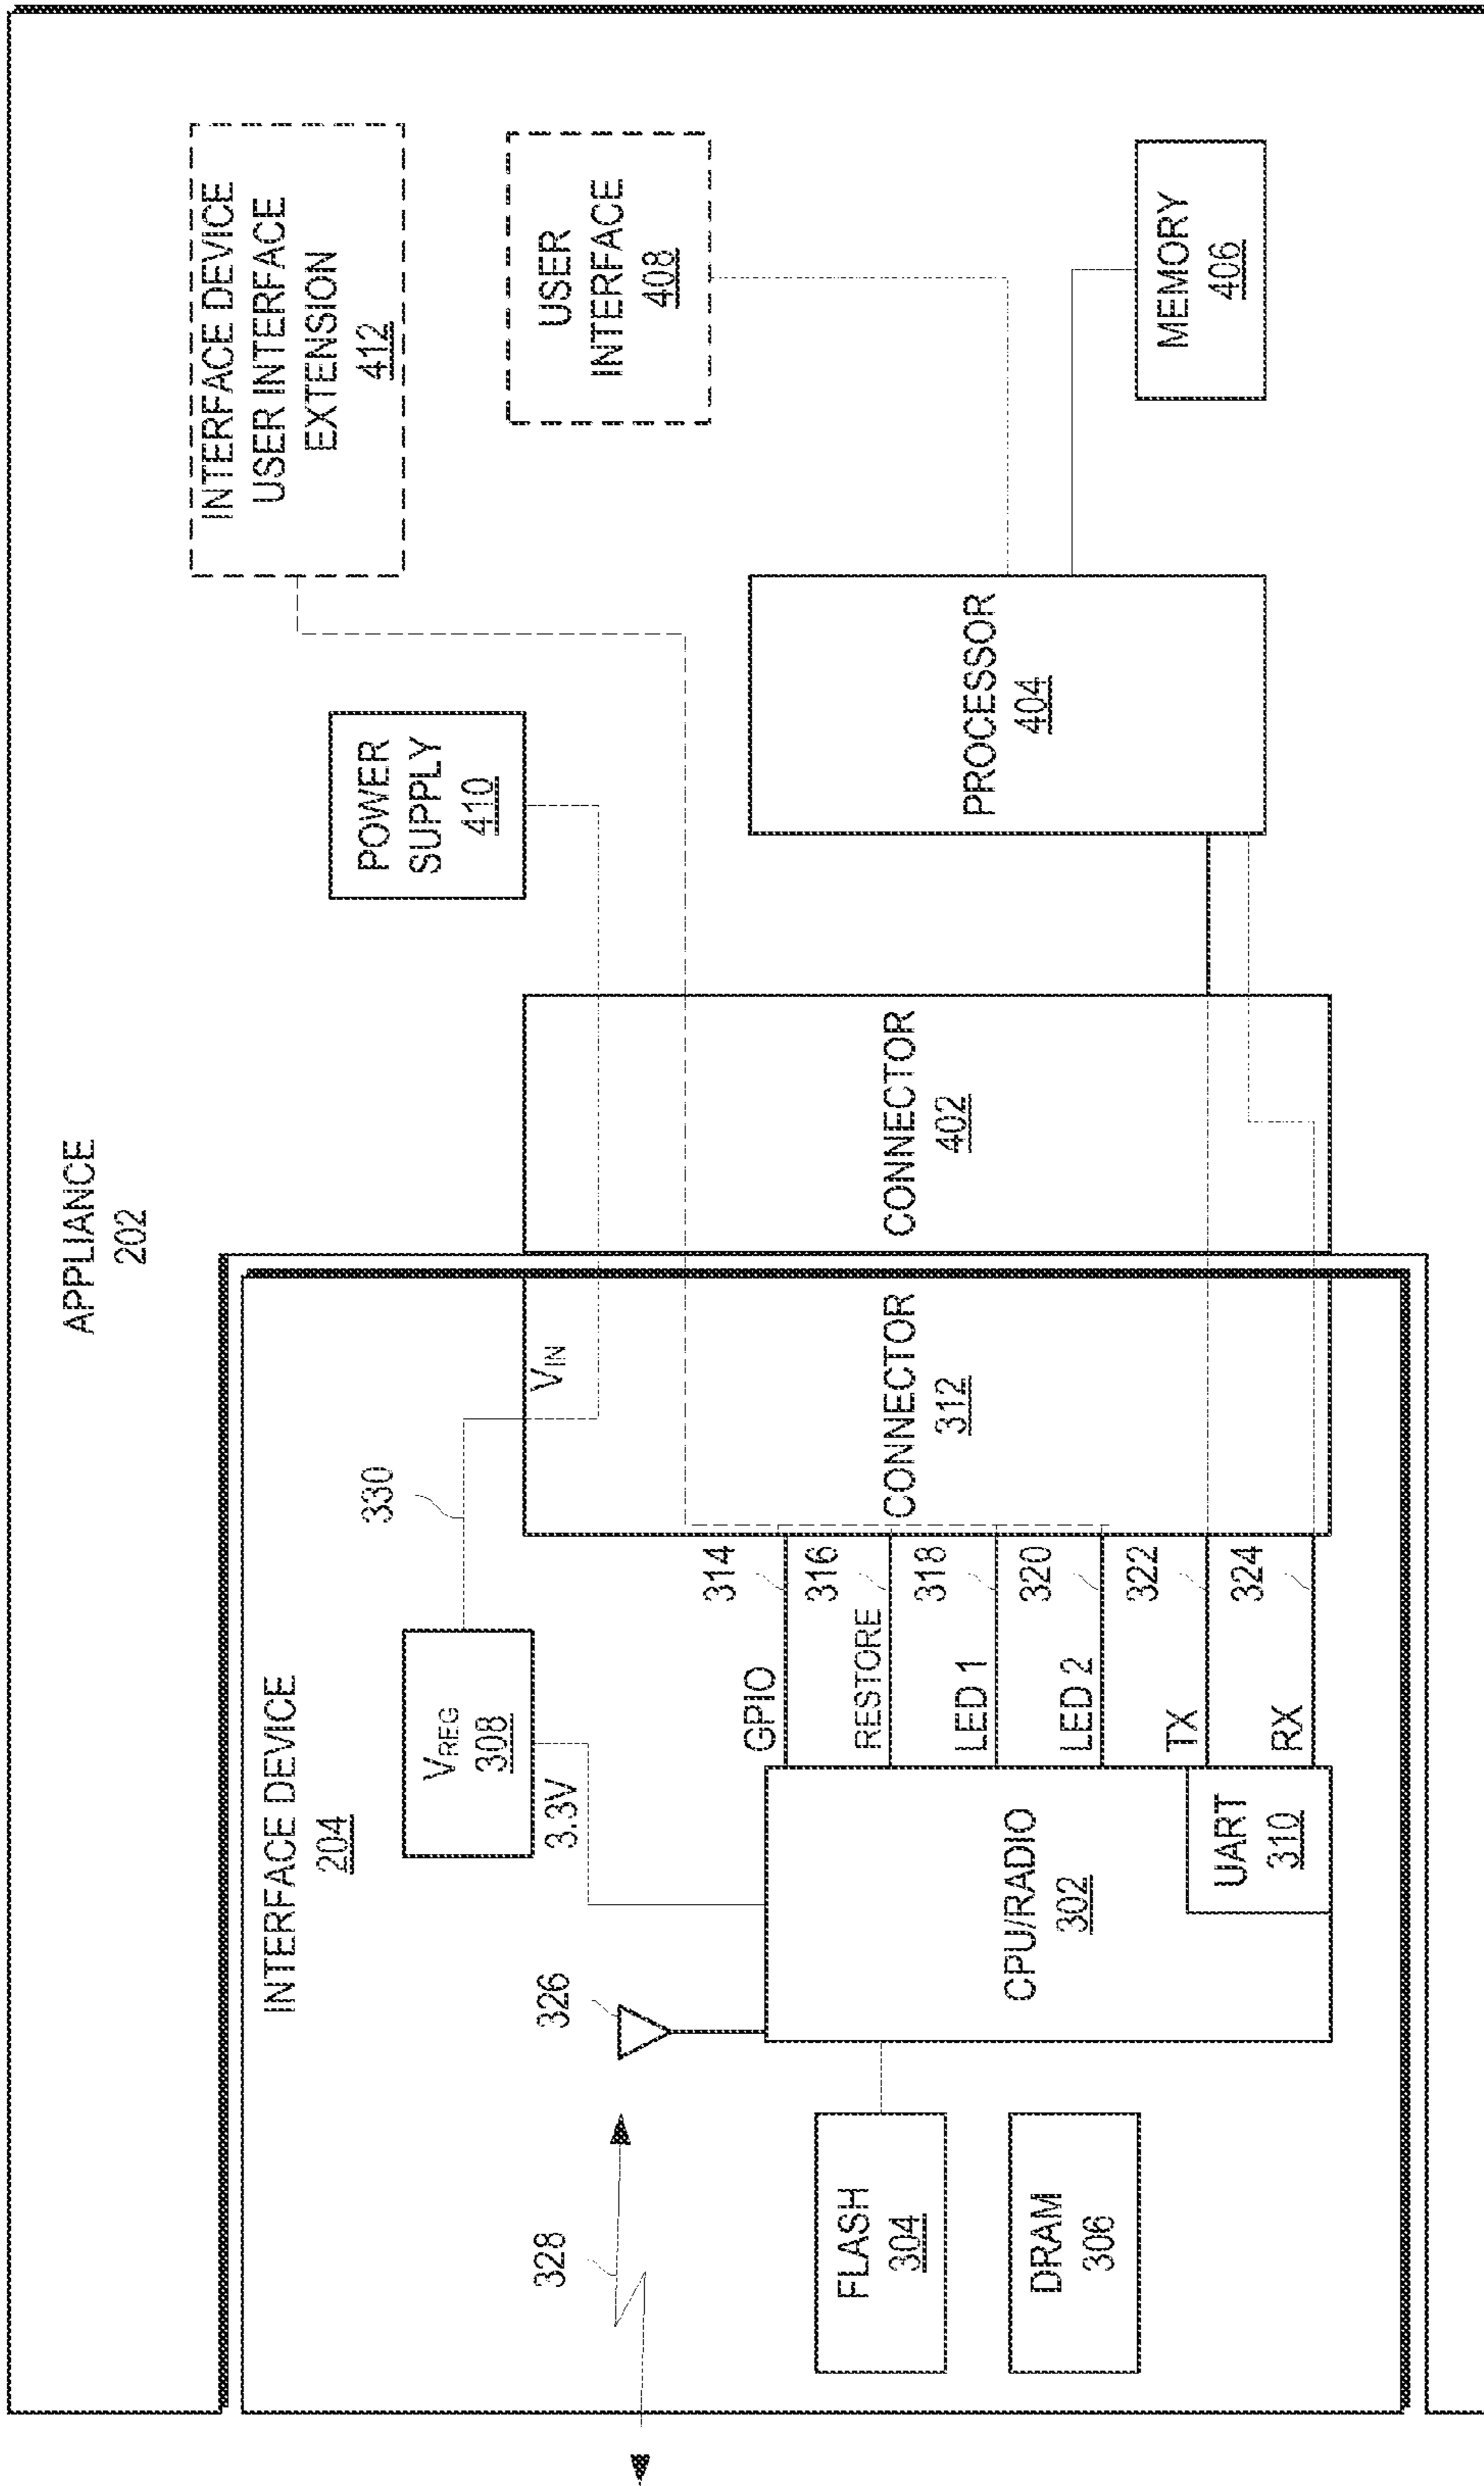 APPLIANCE
202
INTERFACE DEVICE
204
328
326
FLASH
304
DRAM
306
CPU/RADIO
302
UART
310
VREG
308
3.3V
330
VIN
GPIO
314
RESTORE
316
LED 1
318
LED 2
320
TX
322
RX
324
CONNECTOR
312
CONNECTOR
402
POWER
SUPPLY
410
PROCESSOR
404
INTERFACE DEVICE
USER INTERFACE
EXTENSION
412
USER
INTERFACE
408
MEMORY
406